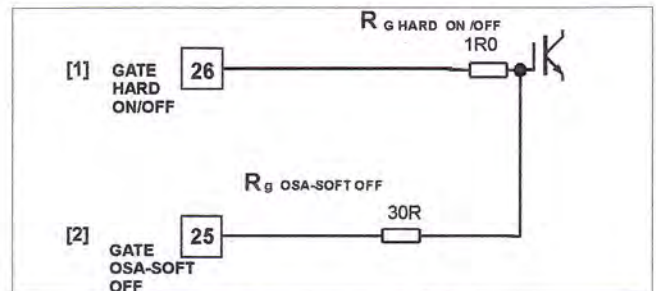 R G HARD ON /OFF
1R0
[1] GATE 26
HARD
ON/OFF
R g OSA-SOFT OFF
30R
[2] 25
GATE
OSA-SOFT
OFF